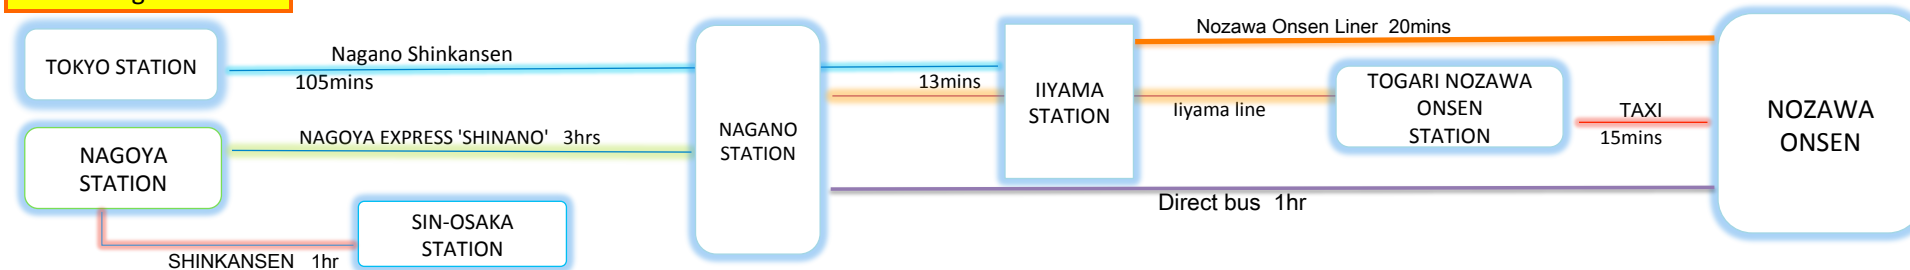 TOKYO STATION
Nagano Shinkansen
105mins
NAGOYA
STATION
NAGOYA EXPRESS 'SHINANO' 3hrs
SIN-OSAKA
STATION
SHINKANSEN 1hr
NAGANO
STATION
13mins
IIYAMA
STATION
Nozawa Onsen Liner 20mins
Iiyama line
TOGARI NOZAWA
ONSEN
STATION
TAXI
15mins
Direct bus 1hr
NOZAWA
ONSEN